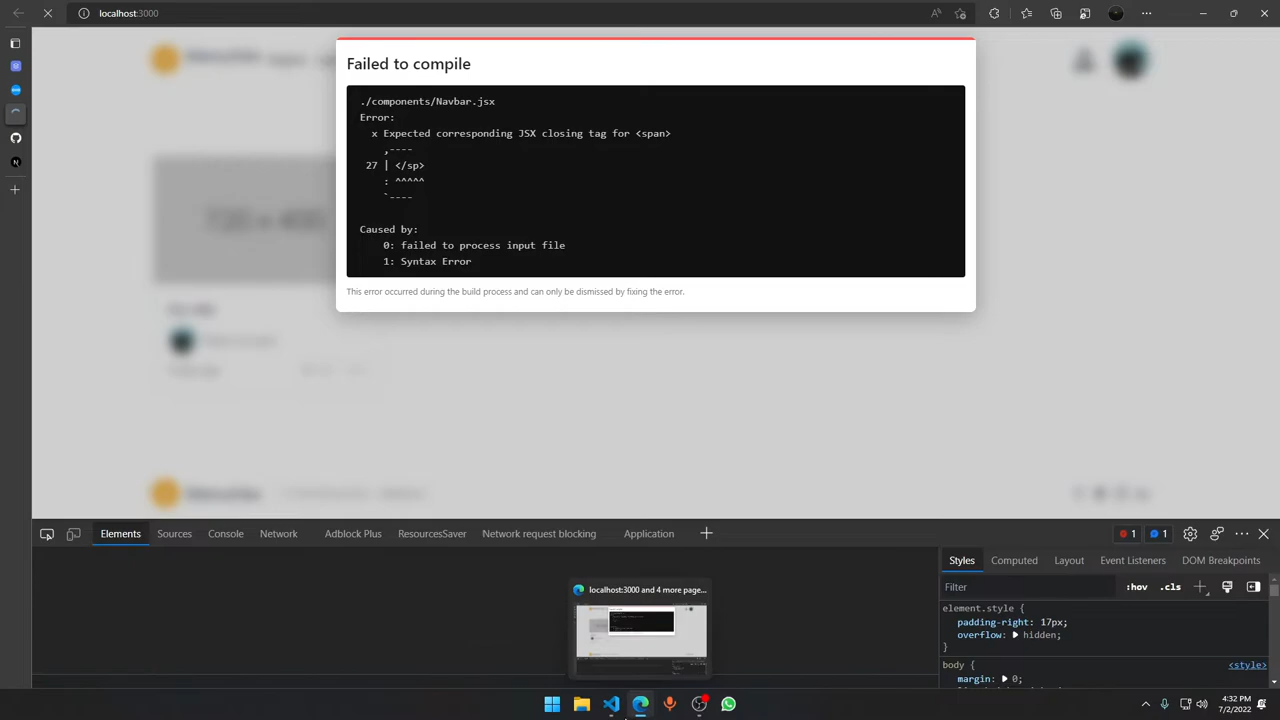 localhost:3000
Failed to compile
./components/Navbar.jsx
Error:
x Expected corresponding JSX closing tag for <span>
,----
27 | </sp>
: ^^^^^
`----
Caused by:
0: failed to process input file
1: Syntax Error
This error occurred during the build process and can only be dismissed by fixing the error.
720 × 400
Elements Sources Console Network Adblock Plus ResourcesSaver Network request blocking Application
1 1
Styles Computed Layout Event Listeners DOM Breakpoints
Filter :hov .cls
element.style {
padding-right: 17px;
overflow: hidden;
}
body { <style>
margin: 0;
localhost:3000 and 4 more page...
4:32 PM
7/2/2022